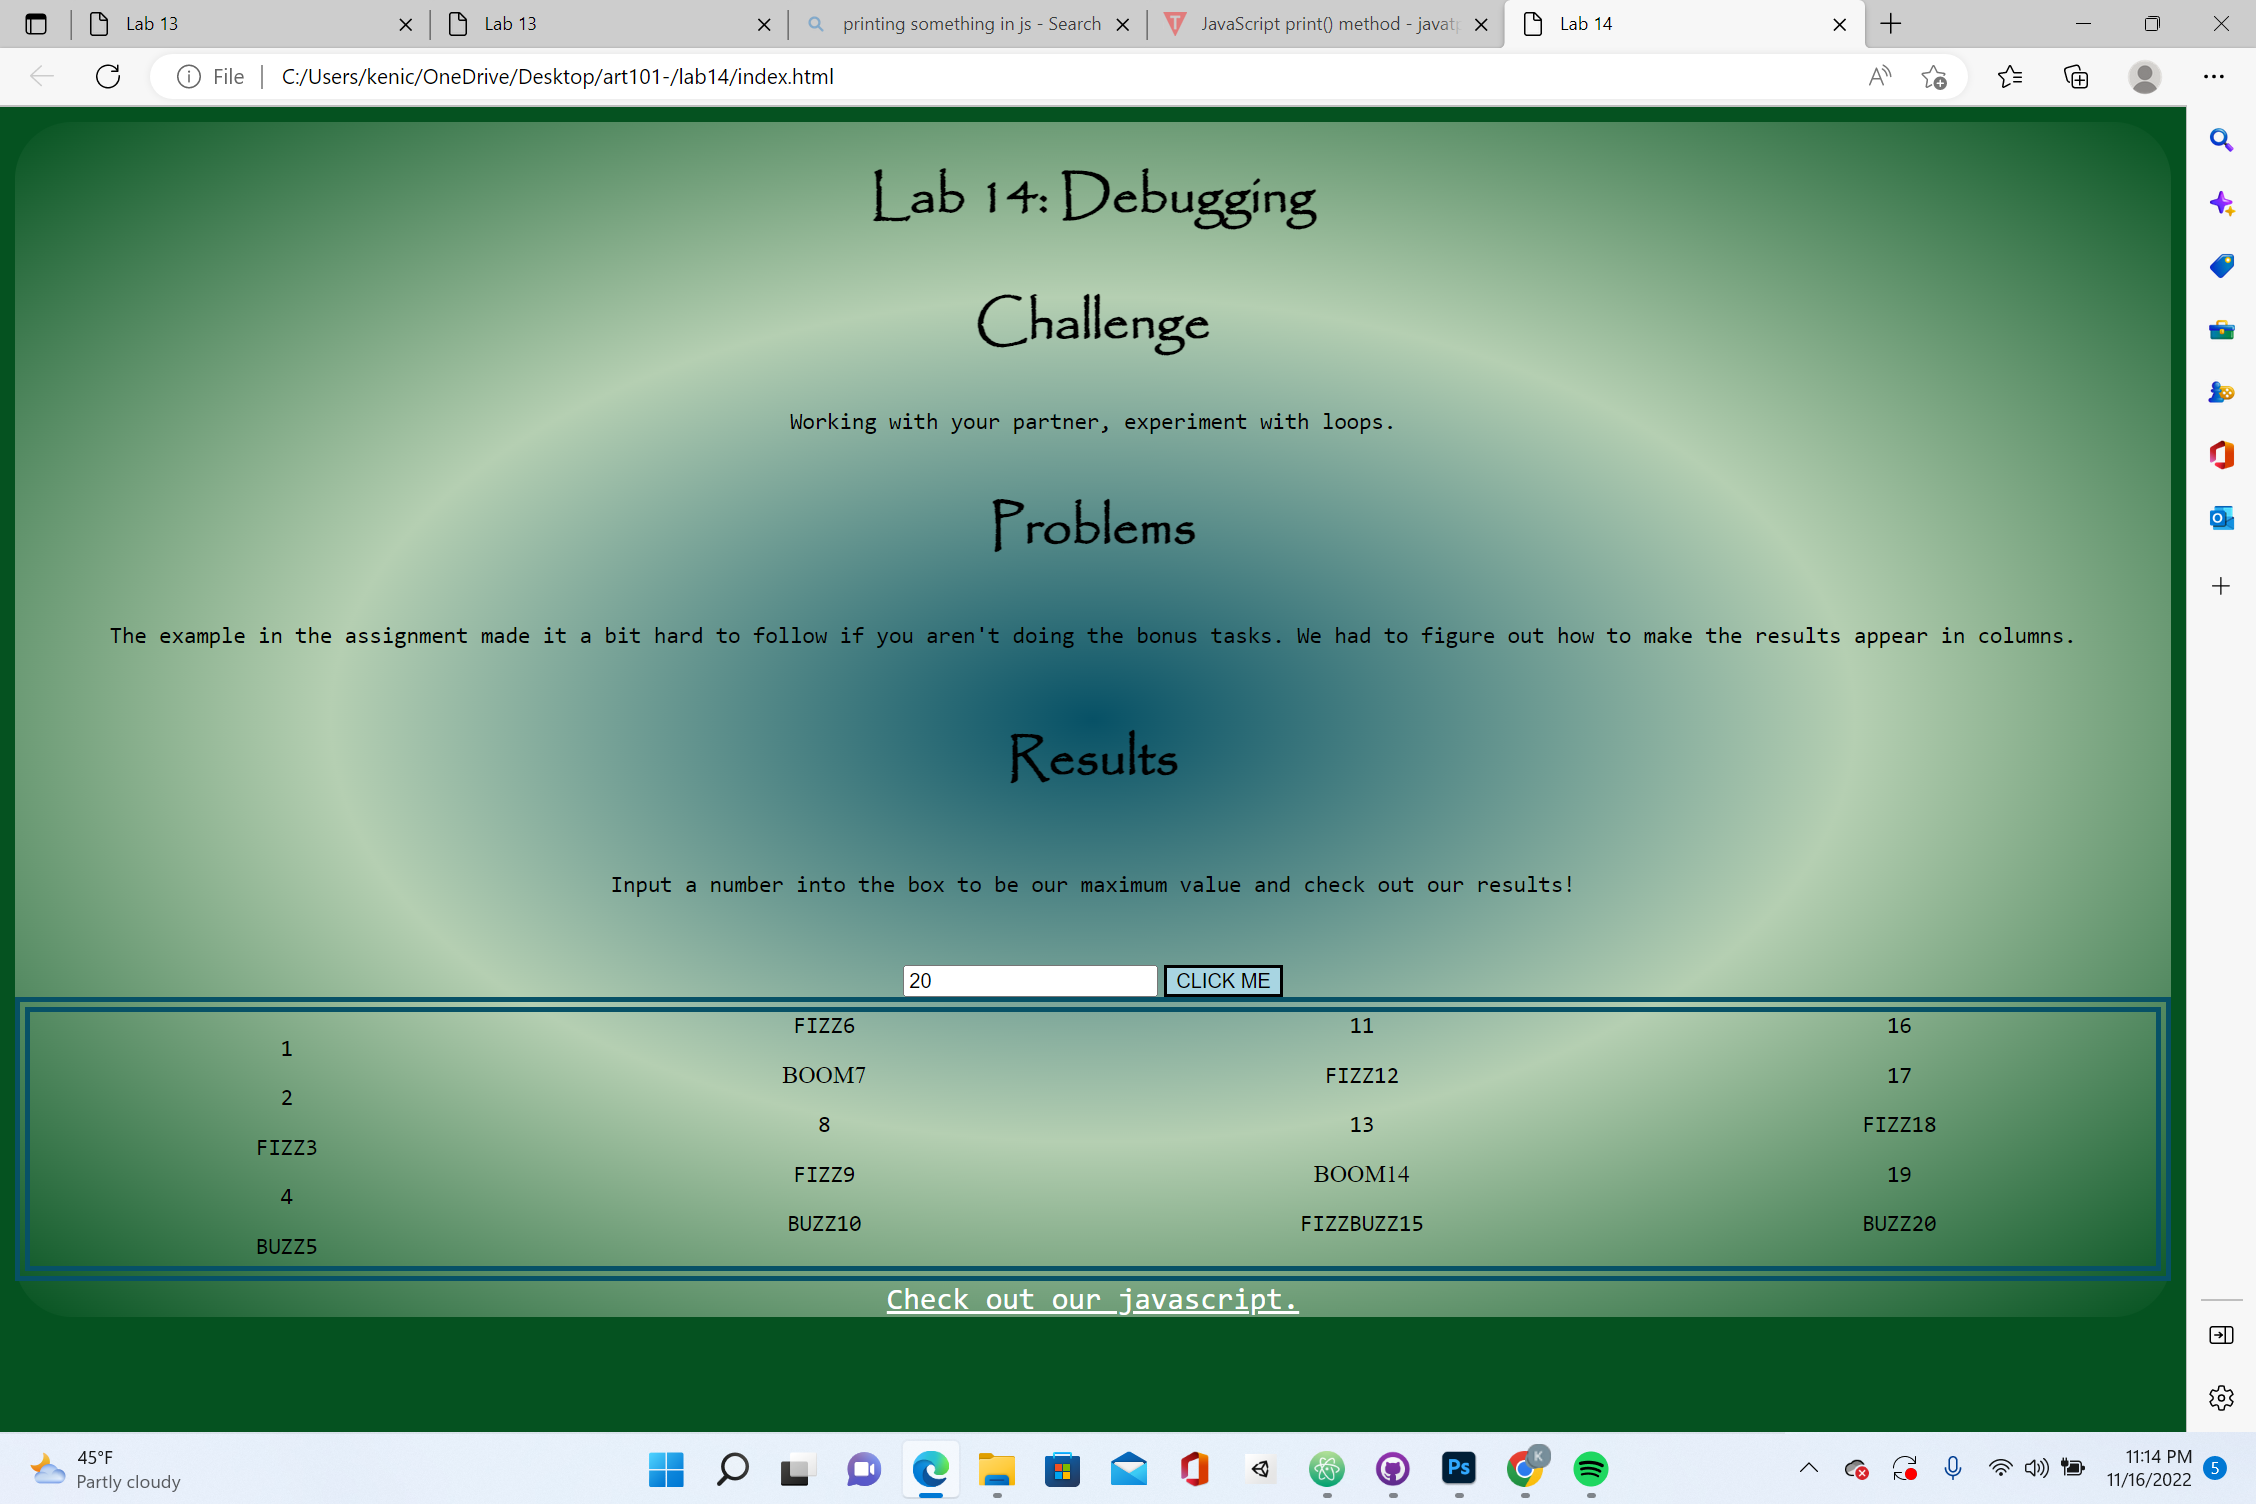 Lab 13
Lab 13
printing something in js - Search
JavaScript print() method - javatp
Lab 14
File
C:/Users/kenic/OneDrive/Desktop/art101-/lab14/index.html
Lab 14: Debugging
Challenge
Working with your partner, experiment with loops.
Problems
The example in the assignment made it a bit hard to follow if you aren't doing the bonus tasks. We had to figure out how to make the results appear in columns.
Results
Input a number into the box to be our maximum value and check out our results!
20
CLICK ME
1
2
FIZZ3
4
BUZZ5
FIZZ6
BOOM7
8
FIZZ9
BUZZ10
11
FIZZ12
13
BOOM14
FIZZBUZZ15
16
17
FIZZ18
19
BUZZ20
Check out our javascript.
45°F
Partly cloudy
Ps
K
11:14 PM
11/16/2022
5